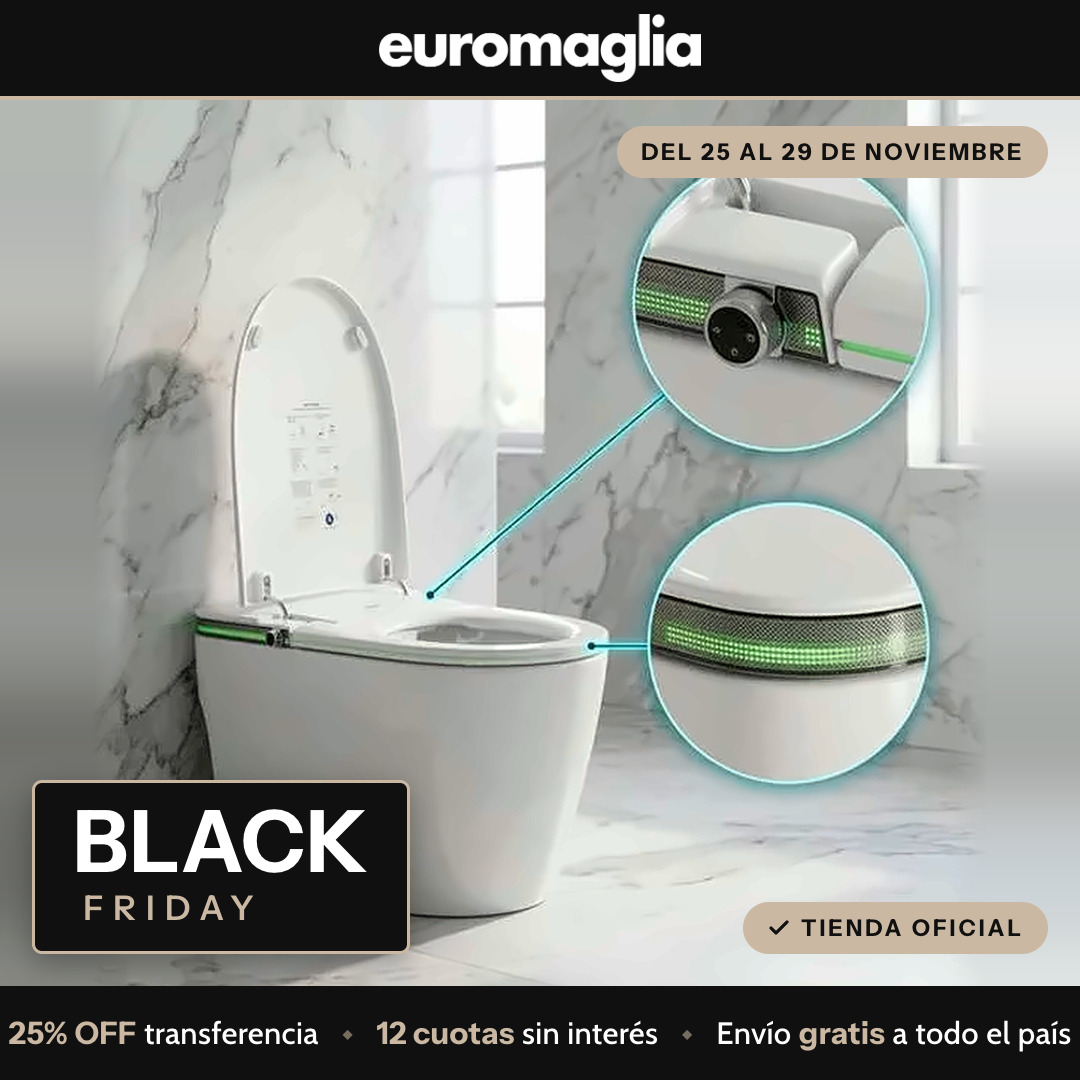 euromaglia
DEL 25 AL 29 DE NOVIEMBRE
BLACK
FRIDAY
✓ TIENDA OFICIAL
25% OFF transferencia ◆ 12 cuotas sin interés ◆ Envío gratis a todo el país